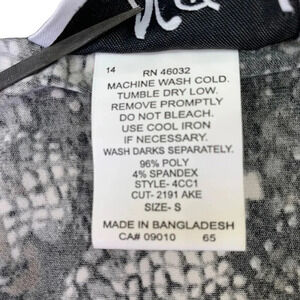 14 RN 46032
MACHINE WASH COLD.
TUMBLE DRY LOW.
REMOVE PROMPTLY
DO NOT BLEACH.
USE COOL IRON
IF NECESSARY.
WASH DARKS SEPARATELY.
96% POLY
4% SPANDEX
STYLE-4CC1
CUT-2191 AKE
SIZE- S
MADE IN BANGLADESH
CA# 09010 65